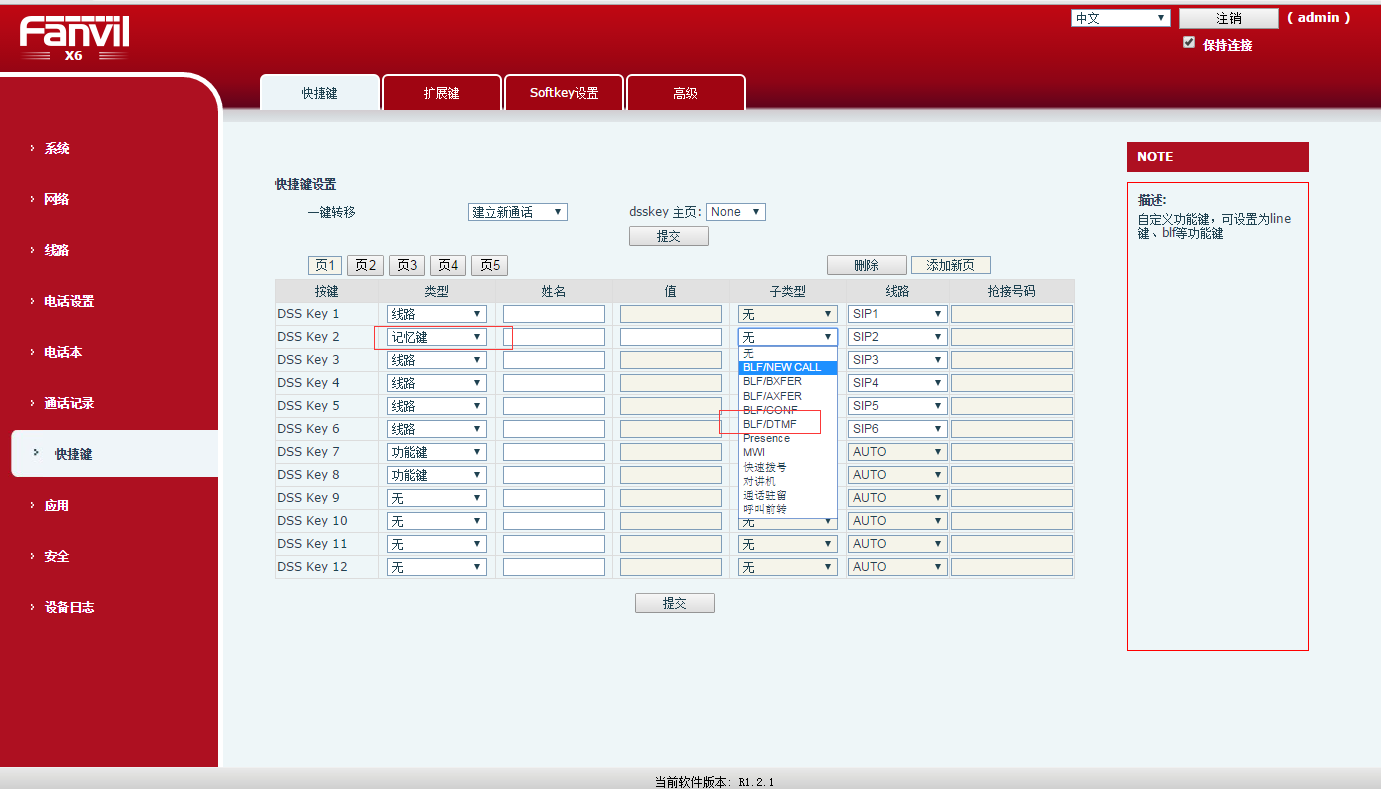 Fanvil
X6
中文
注销
( admin )
保持连接
快捷键
扩展键
Softkey设置
高级
系统
网络
线路
电话设置
电话本
通话记录
快捷键
应用
安全
设备日志
快捷键设置
一键转移
建立新通话
dsskey 主页:
None
提交
页1
页2
页3
页4
页5
删除
添加新页
按键 类型 姓名 值 子类型 线路 抢接号码
DSS Key 1 线路 无 SIP1
DSS Key 2 记忆键 无 SIP2
DSS Key 3 线路 SIP3
DSS Key 4 线路 SIP4
DSS Key 5 线路 SIP5
DSS Key 6 线路 SIP6
DSS Key 7 功能键 AUTO
DSS Key 8 功能键 AUTO
DSS Key 9 无 AUTO
DSS Key 10 无 无 AUTO
DSS Key 11 无 无 AUTO
DSS Key 12 无 无 AUTO
无
BLF/NEW CALL
BLF/BXFER
BLF/AXFER
BLF/CONF
BLF/DTMF
Presence
MWI
快速拨号
对讲机
通话驻留
呼叫前转
提交
NOTE
描述:
自定义功能键，可设置为line
键、blf等功能键
当前软件版本: R1.2.1